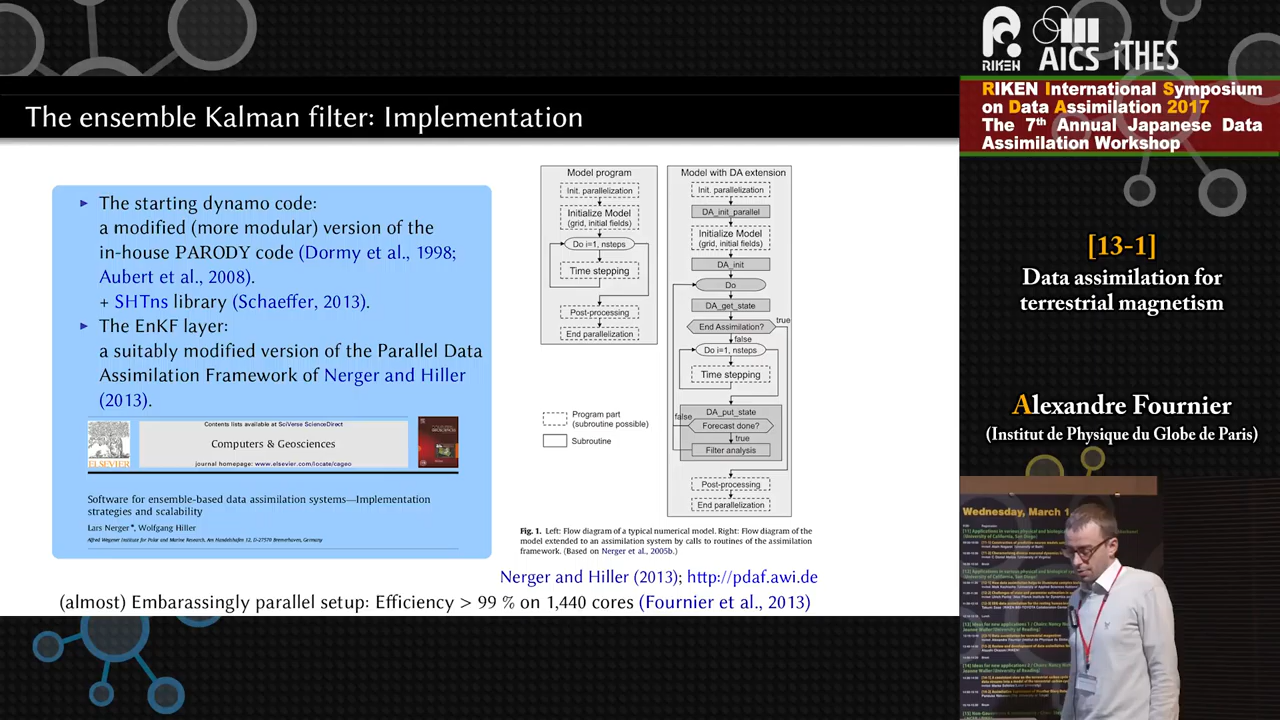 RIKEN AICS iTHES
RIKEN International Symposium
on Data Assimilation 2017
The 7th Annual Japanese Data
Assimilation Workshop
The ensemble Kalman filter: Implementation
▸ The starting dynamo code:
a modified (more modular) version of the
in-house PARODY code (Dormy et al., 1998;
Aubert et al., 2008).
+ SHTns library (Schaeffer, 2013).
▸ The EnKF layer:
a suitably modified version of the Parallel Data
Assimilation Framework of Nerger and Hiller
(2013).
Contents lists available at SciVerse ScienceDirect
Computers & Geosciences
journal homepage: www.elsevier.com/locate/cageo
ELSEVIER
Software for ensemble-based data assimilation systems—Implementation
strategies and scalability
Lars Nerger*, Wolfgang Hiller
Alfred Wegener Institute for Polar and Marine Research, Am Handelshafen 12, D-27570 Bremerhaven, Germany
Model program
Init. parallelization
Initialize Model
(grid, initial fields)
Do i=1, nsteps
Time stepping
Post-processing
End parallelization
Program part
(subroutine possible)
Subroutine
Model with DA extension
Init. parallelization
DA_init_parallel
Initialize Model
(grid, initial fields)
DA_init
Do
DA_get_state
true
End Assimilation?
false
Do i=1, nsteps
Time stepping
DA_put_state
false
Forecast done?
true
Filter analysis
Post-processing
End parallelization
Fig. 1. Left: Flow diagram of a typical numerical model. Right: Flow diagram of the
model extended to an assimilation system by calls to routines of the assimilation
framework. (Based on Nerger et al., 2005b.)
Nerger and Hiller (2013); http://pdaf.awi.de
(almost) Embarassingly parallel. Efficiency > 99 % on 1,440 cores (Fournier et al., 2013)
[13-1]
Data assimilation for
terrestrial magnetism
Alexandre Fournier
(Institut de Physique du Globe de Paris)
Wednesday, March 1